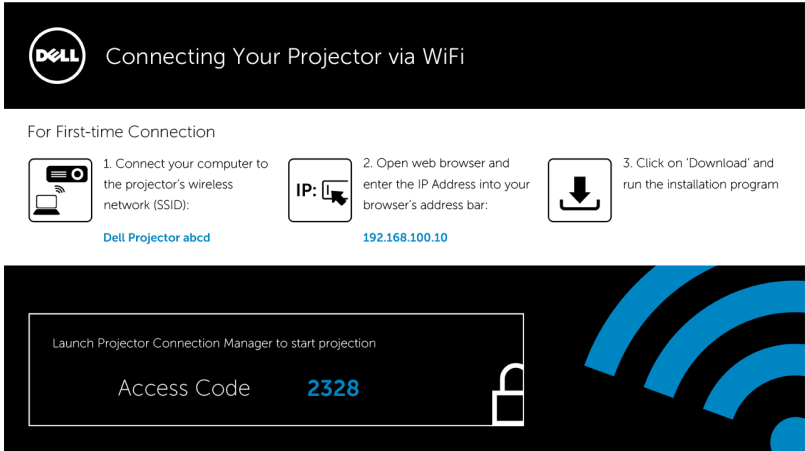 DELL
Connecting Your Projector via WiFi
For First-time Connection
1. Connect your computer to
the projector's wireless
network (SSID):
Dell Projector abcd
IP:
2. Open web browser and
enter the IP Address into your
browser's address bar:
192.168.100.10
3. Click on 'Download' and
run the installation program
Launch Projector Connection Manager to start projection
Access Code 2328